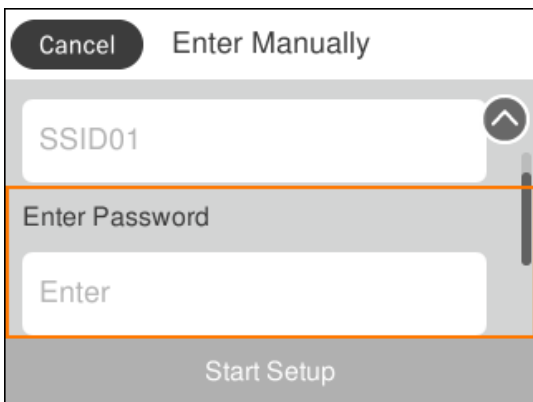 Cancel Enter Manually
SSID01
Enter Password
Enter
Start Setup